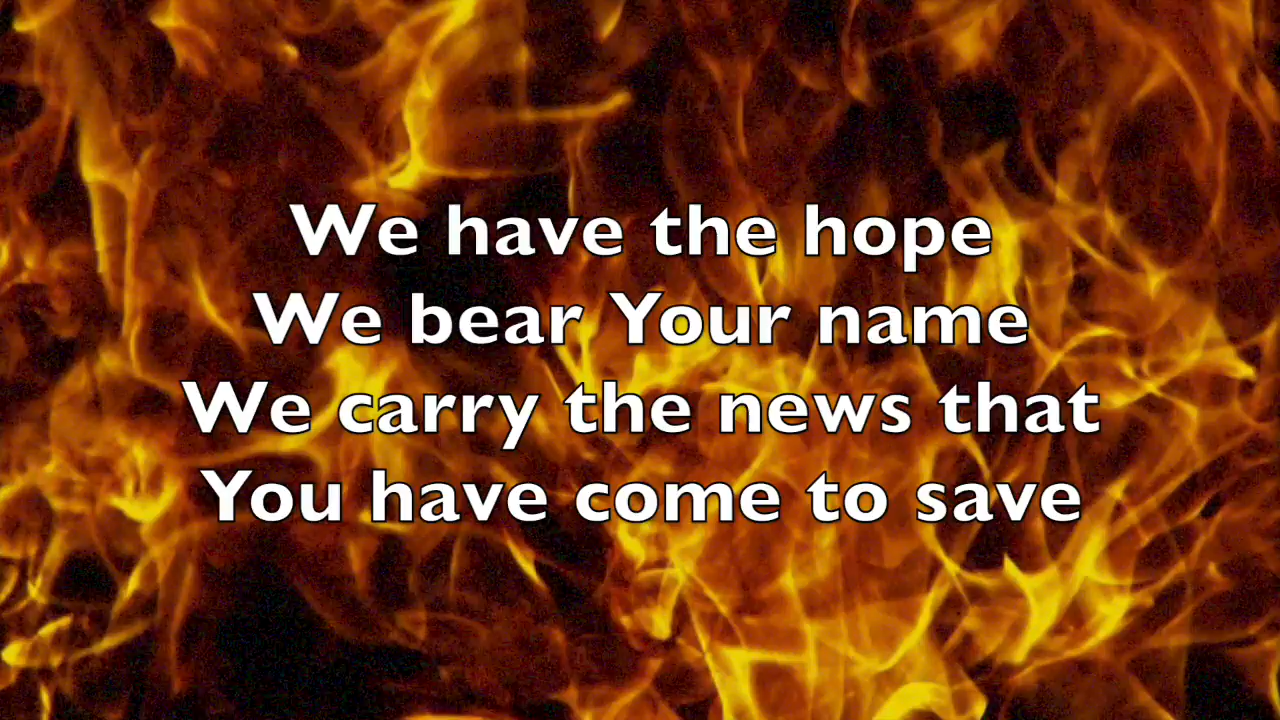 We have the hope
We bear Your name
We carry the news that
You have come to save